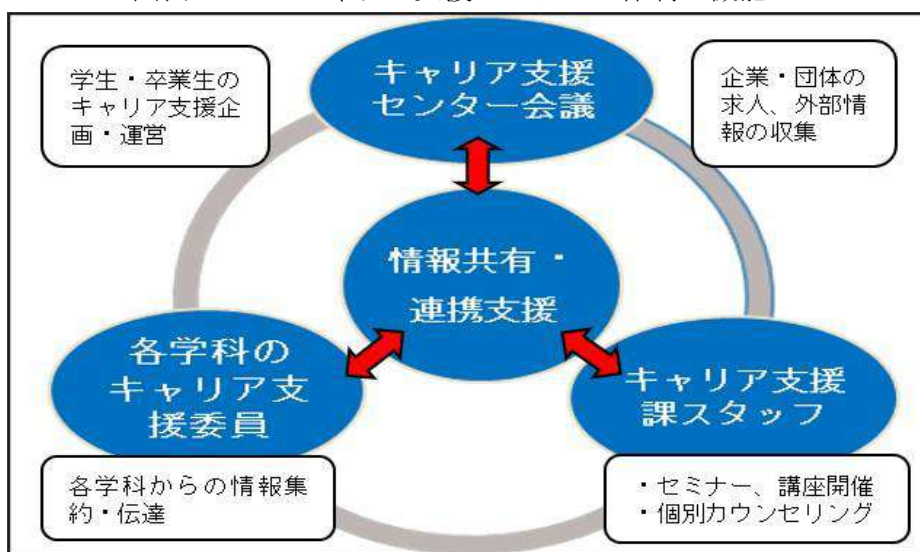 学生・卒業生の
キャリア支援企
画・運営
キャリア支援
センター会議
企業・団体の
求人、外部情
報の収集
情報共有・
連携支援
各学科の
キャリア支
援委員
キャリア支援
課スタッフ
各学科からの情報集
約・伝達
・セミナー、講座開催
・個別カウンセリング